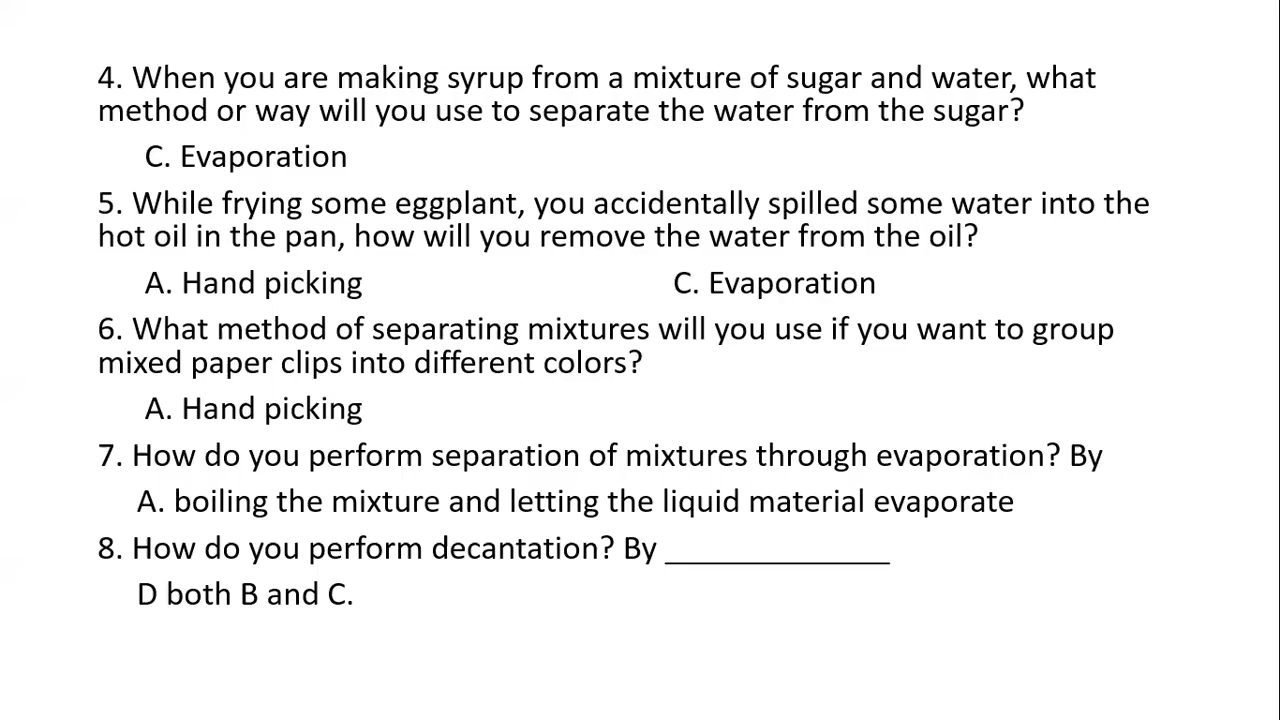 4. When you are making syrup from a mixture of sugar and water, what
method or way will you use to separate the water from the sugar?
C. Evaporation
5. While frying some eggplant, you accidentally spilled some water into the
hot oil in the pan, how will you remove the water from the oil?
A. Hand picking C. Evaporation
6. What method of separating mixtures will you use if you want to group
mixed paper clips into different colors?
A. Hand picking
7. How do you perform separation of mixtures through evaporation? By
A. boiling the mixture and letting the liquid material evaporate
8. How do you perform decantation? By ______________
D both B and C.